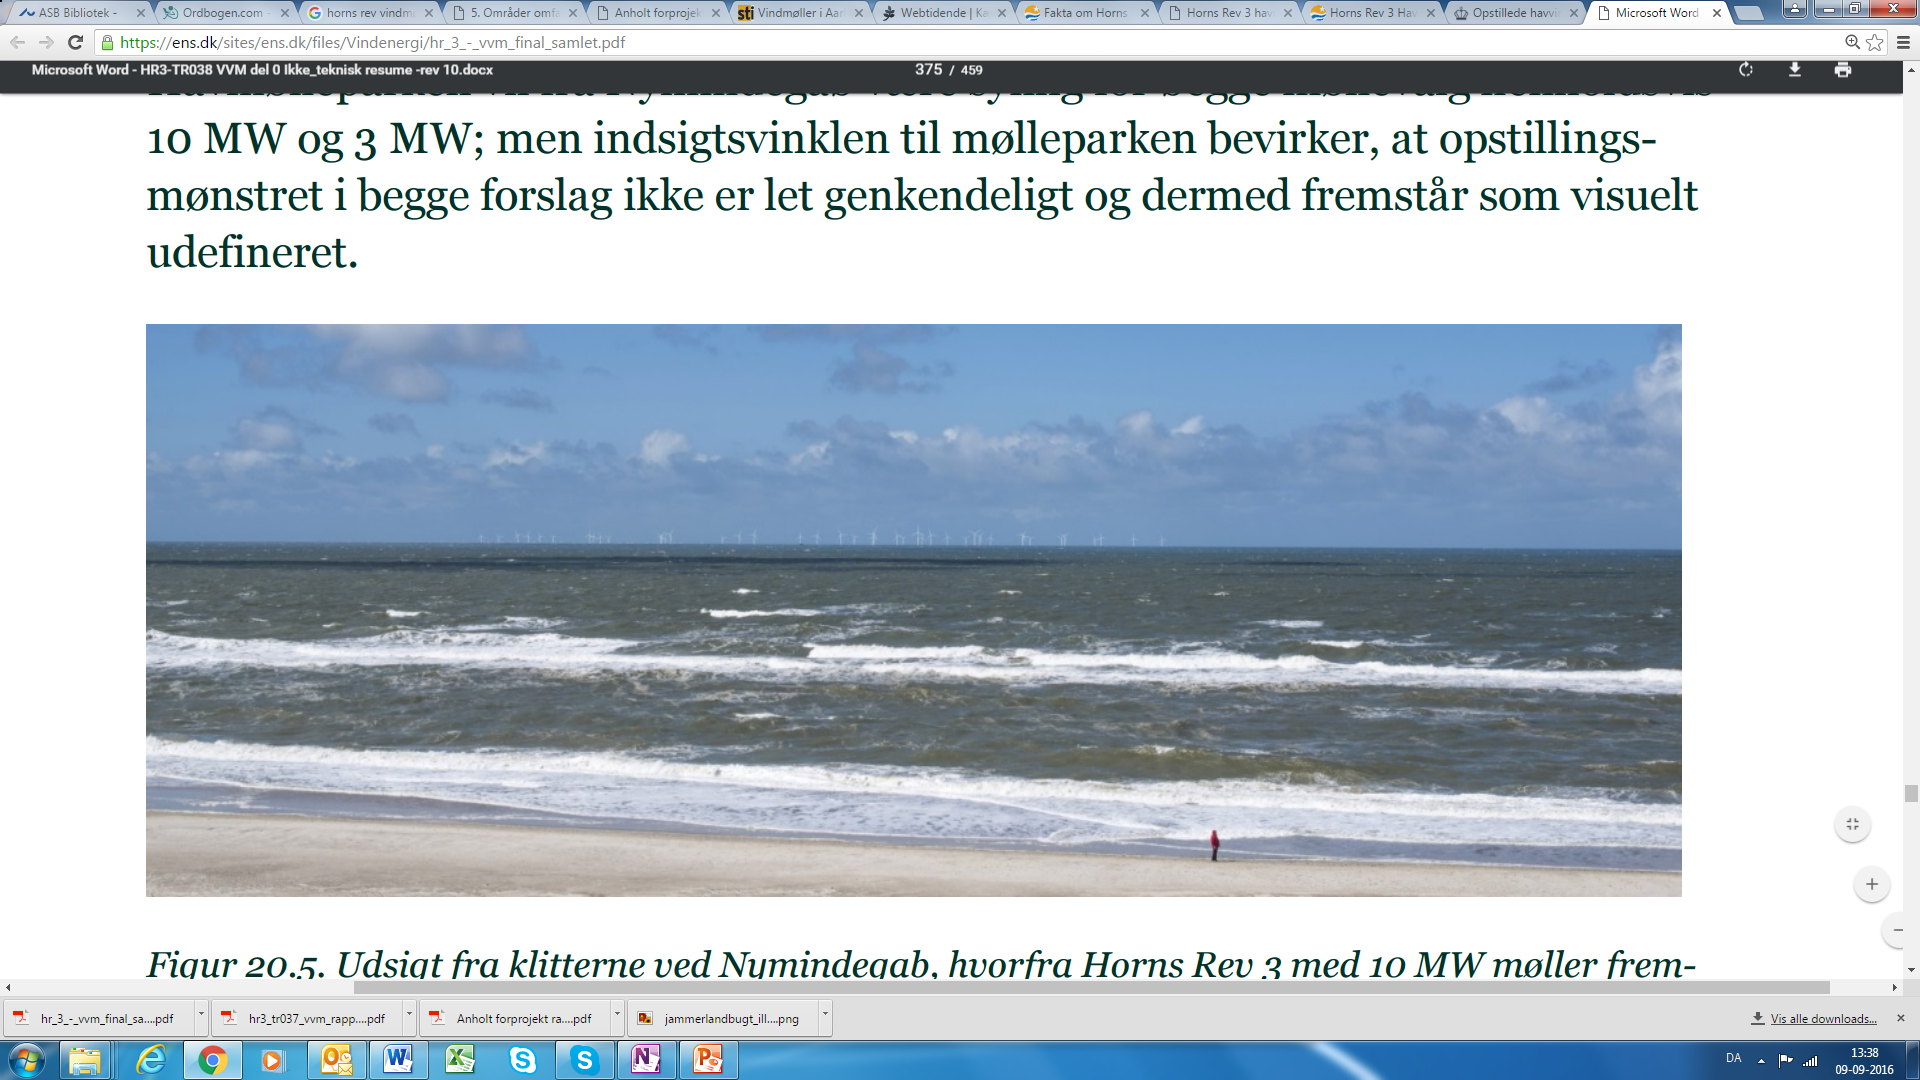 ASB Bibliotek -
Ordbogen.com -
horns rev vindm
5. Områder omfa
Anholt forprojek
sti Vindmøller i Aar
Webtidende | Ka
Fakta om Horns
Horns Rev 3 hav
Horns Rev 3 Hav
Opstillede havvi
Microsoft Word
https://ens.dk/sites/ens.dk/files/Vindenergi/hr_3_-_vvm_final_samlet.pdf
Microsoft Word - HR3-TR038 VVM del 0 Ikke_teknisk resume -rev 10.docx
375 / 459
10 MW og 3 MW; men indsigtsvinklen til mølleparken bevirker, at opstillings-
mønstret i begge forslag ikke er let genkendeligt og dermed fremstår som visuelt
udefineret.
Figur 20.5. Udsigt fra klitterne ved Nymindegab, hvorfra Horns Rev 3 med 10 MW møller frem-
hr_3_-_vvm_final_sa....pdf
hr3_tr037_vvm_rapp....pdf
Anholt forprojekt ra....pdf
jammerlandbugt_ill....png
Vis alle downloads...
DA
13:38
09-09-2016